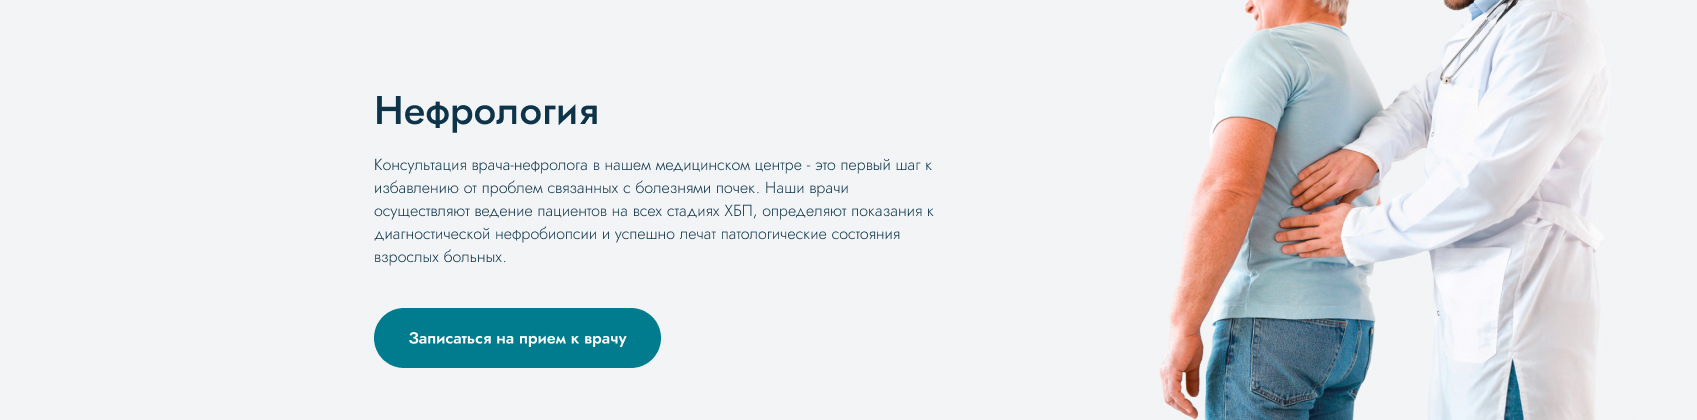 Нефрология
Консультация врача-нефролога в нашем медицинском центре - это первый шаг к
избавлению от проблем связанных с болезнями почек. Наши врачи
осуществляют ведение пациентов на всех стадиях ХБП, определяют показания к
диагностической нефробиопсии и успешно лечат патологические состояния
взрослых больных.
Записаться на прием к врачу